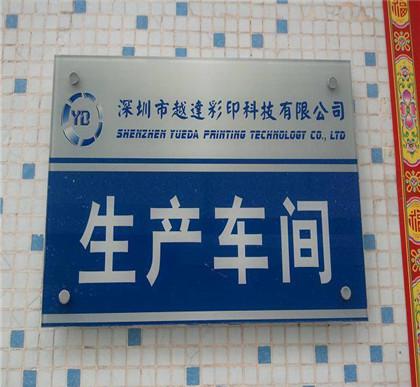 YD
深圳市越達彩印科技有限公司
SHENZHEN YUEDA PRINTING TECHNOLOGY CO., LTD
生产车间
福